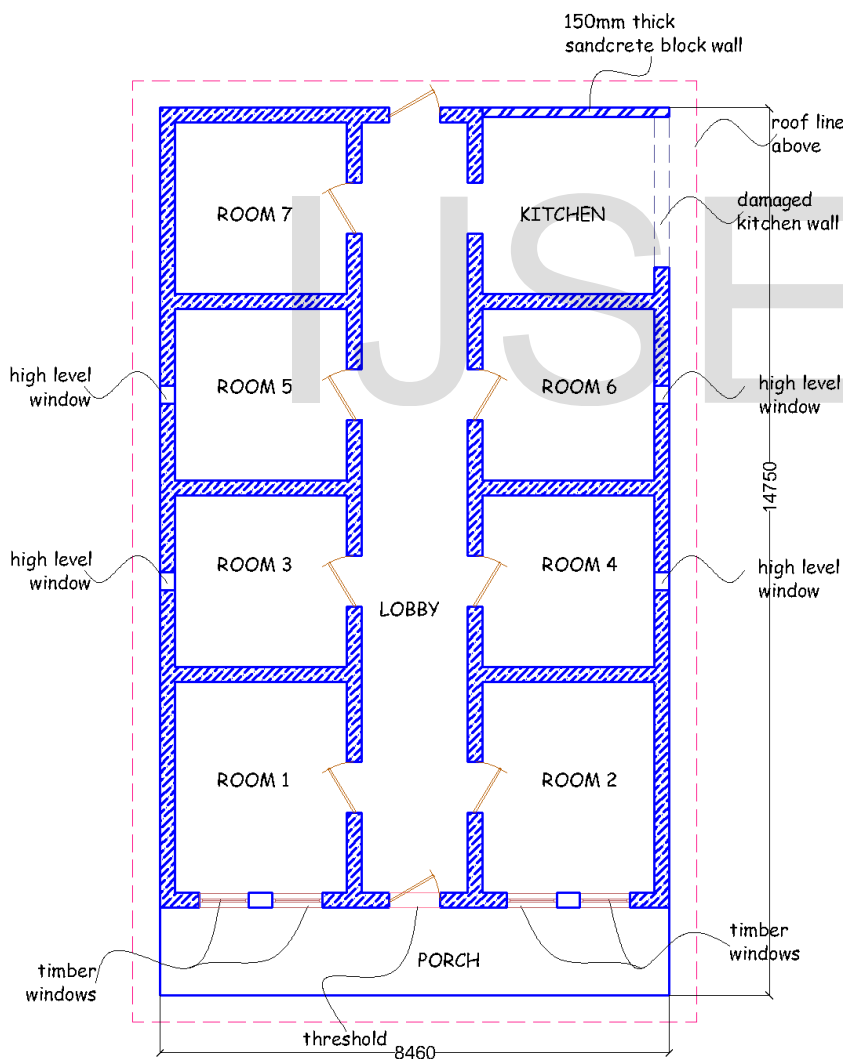 150mm thick
sandcrete block wall
roof line
above
ROOM 7
KITCHEN
damaged
kitchen wall
IJSE
high level
window
ROOM 5
ROOM 6
high level
window
14750
high level
window
ROOM 3
ROOM 4
high level
window
LOBBY
ROOM 1
ROOM 2
timber
windows
PORCH
timber
windows
threshold
8460